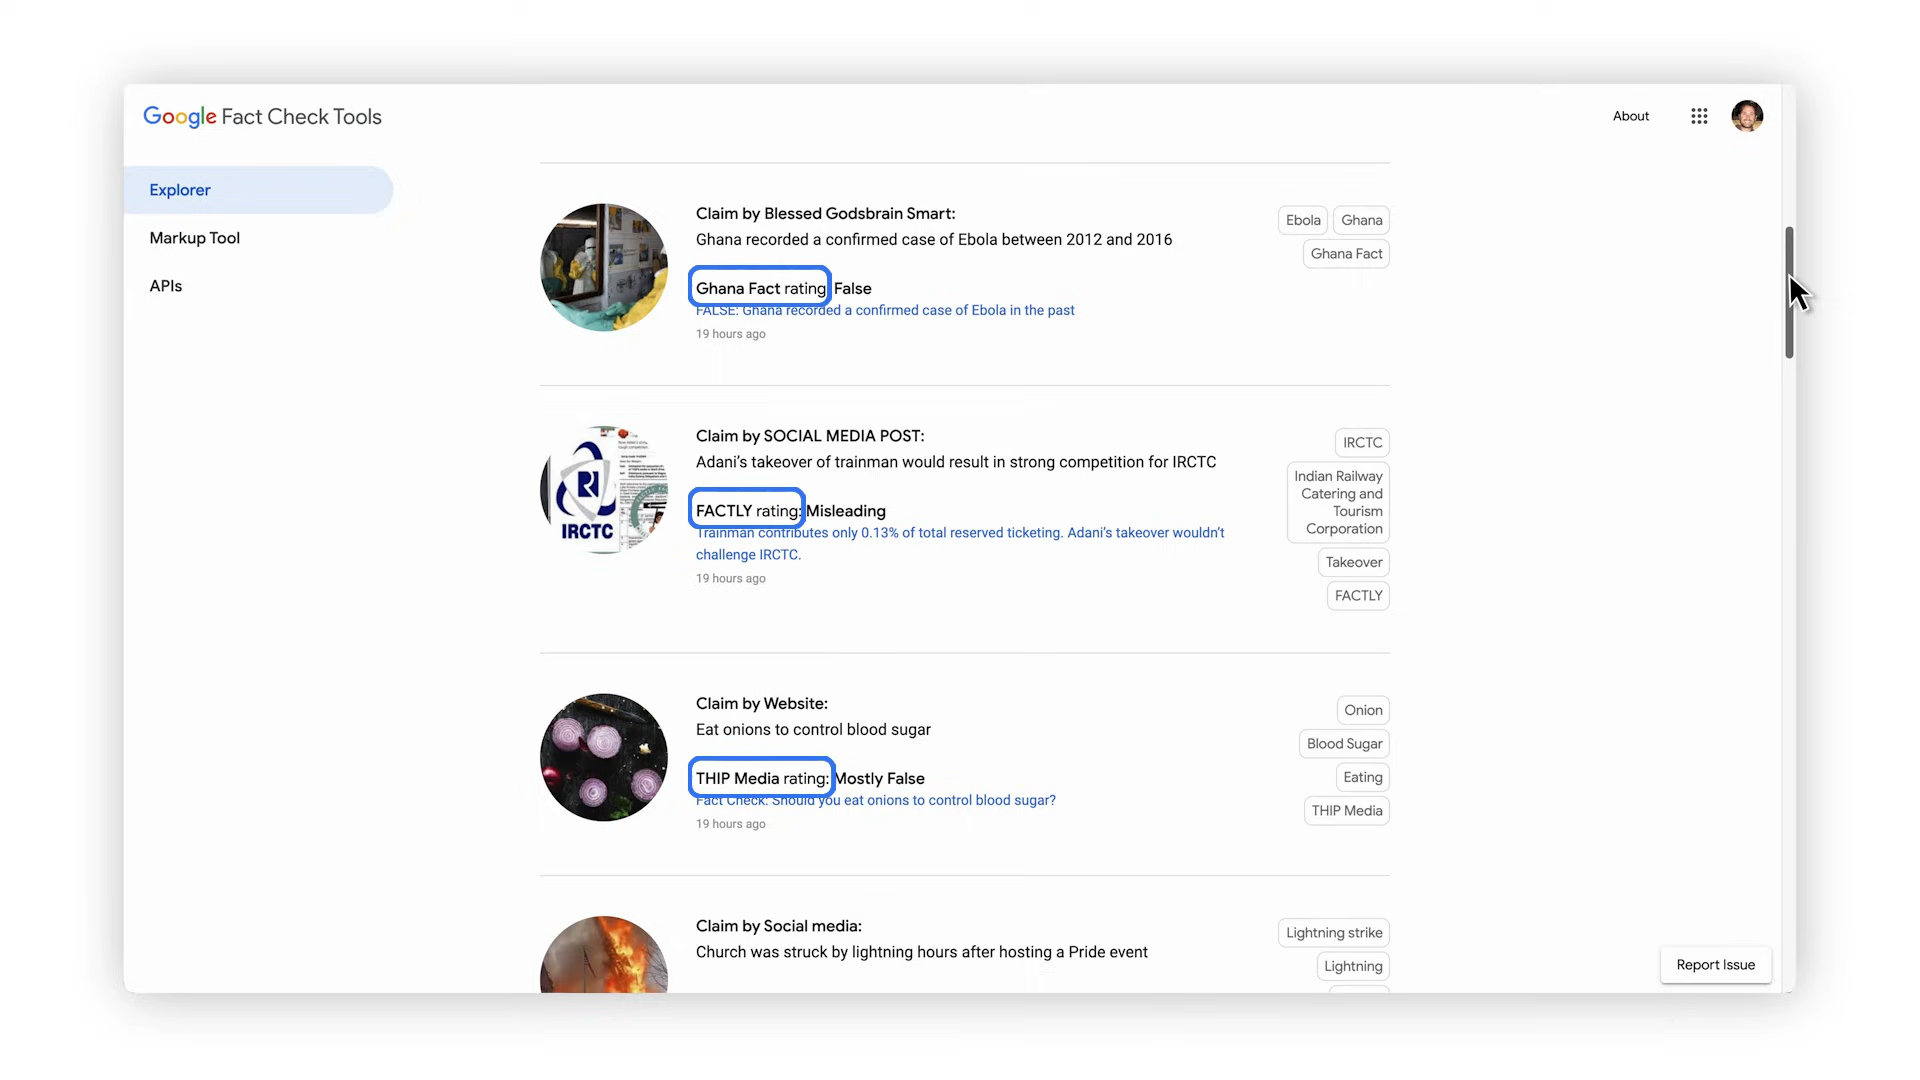 Google Fact Check Tools
About
Explorer
Markup Tool
APIs
Claim by Blessed Godsbrain Smart:
Ghana recorded a confirmed case of Ebola between 2012 and 2016
Ghana Fact rating: False
FALSE: Ghana recorded a confirmed case of Ebola in the past
19 hours ago
Ebola
Ghana
Ghana Fact
Claim by SOCIAL MEDIA POST:
Adani’s takeover of trainman would result in strong competition for IRCTC
FACTLY rating: Misleading
Trainman contributes only 0.13% of total reserved ticketing. Adani’s takeover wouldn’t
challenge IRCTC.
19 hours ago
IRCTC
IRCTC
Indian Railway
Catering and
Tourism
Corporation
Takeover
FACTLY
Claim by Website:
Eat onions to control blood sugar
THIP Media rating: Mostly False
Fact Check: Should you eat onions to control blood sugar?
19 hours ago
Onion
Blood Sugar
Eating
THIP Media
Claim by Social media:
Church was struck by lightning hours after hosting a Pride event
Lightning strike
Lightning
Report Issue